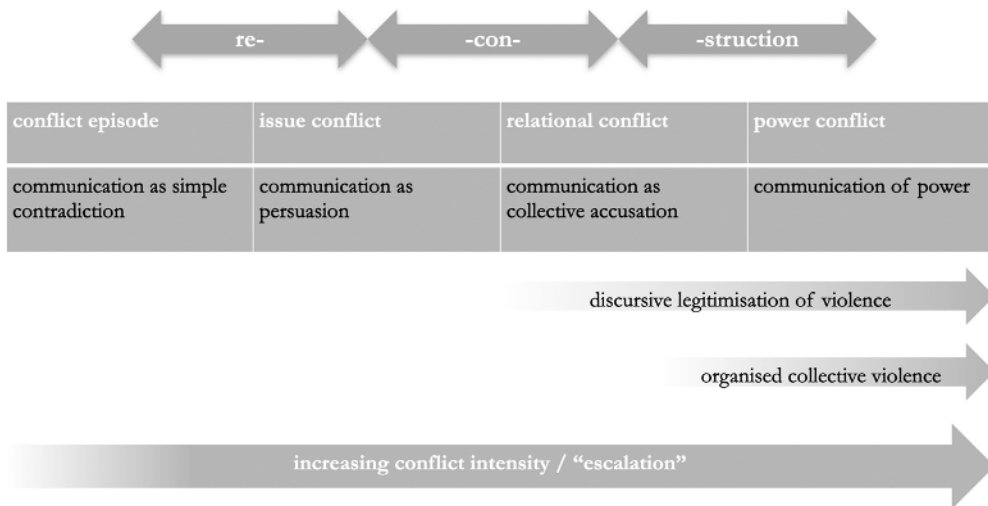 re-
-con-
-struction
conflict episode
issue conflict
relational conflict
power conflict
communication as simple
contradiction
communication as
persuasion
communication as
collective accusation
communication of power
discursive legitimisation of violence
organised collective violence
increasing conflict intensity / “escalation”